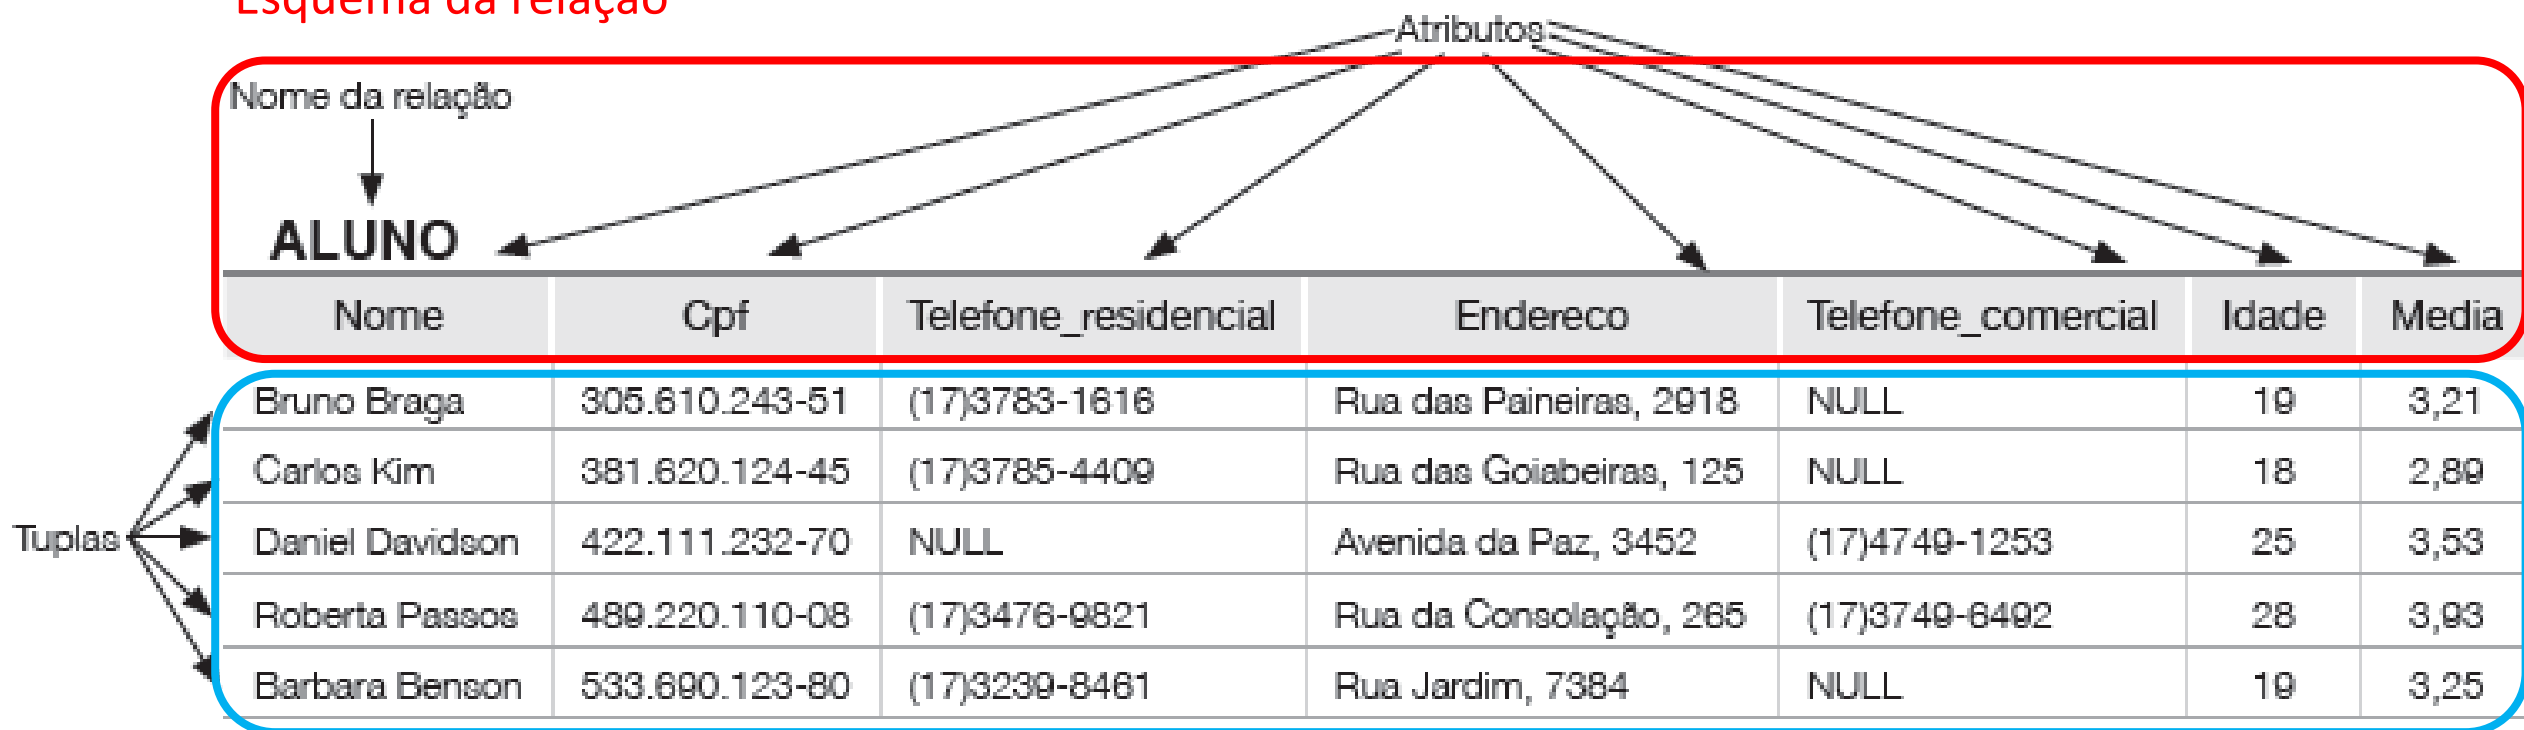 Esquema da relação
Atributos
Nome da relação
ALUNO
Nome Cpf Telefone_residencial Endereco Telefone_comercial Idade Media
Bruno Braga 305.610.243-51 (17)3783-1616 Rua das Paineiras, 2918 NULL 19 3,21
Carlos Kim 381.620.124-45 (17)3785-4409 Rua das Goiabeiras, 125 NULL 18 2,89
Tuplas Daniel Davidson 422.111.232-70 NULL Avenida da Paz, 3452 (17)4749-1253 25 3,53
Roberta Passos 489.220.110-08 (17)3476-9821 Rua da Consolação, 265 (17)3749-6492 28 3,93
Barbara Benson 533.690.123-80 (17)3239-8461 Rua Jardim, 7384 NULL 19 3,25